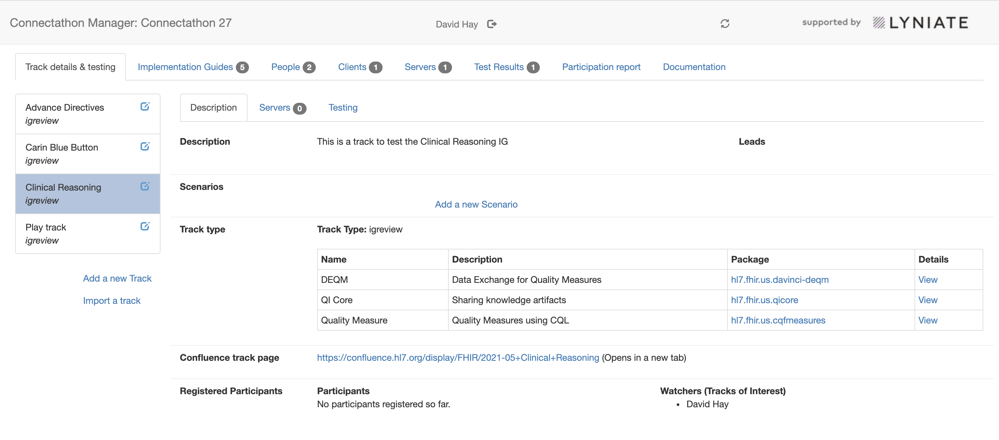 Connectathon Manager: Connectathon 27
David Hay
supported by LYNIATE
Track details & testing
Implementation Guides 5
People 2
Clients 1
Servers 1
Test Results 1
Participation report
Documentation
Advance Directives
igreview
Carin Blue Button
igreview
Clinical Reasoning
igreview
Play track
igreview
Add a new Track
Import a track
Description
Servers 0
Testing
Description
This is a track to test the Clinical Reasoning IG
Leads
Scenarios
Add a new Scenario
Track type
Track Type: igreview
Name Description Package Details
DEQM Data Exchange for Quality Measures hl7.fhir.us.davinci-deqm View
QI Core Sharing knowledge artifacts hl7.fhir.us.qicore View
Quality Measure Quality Measures using CQL hl7.fhir.us.cqfmeasures View
Confluence track page
https://confluence.hl7.org/display/FHIR/2021-05+Clinical+Reasoning (Opens in a new tab)
Registered Participants
Participants
No participants registered so far.
Watchers (Tracks of Interest)
• David Hay